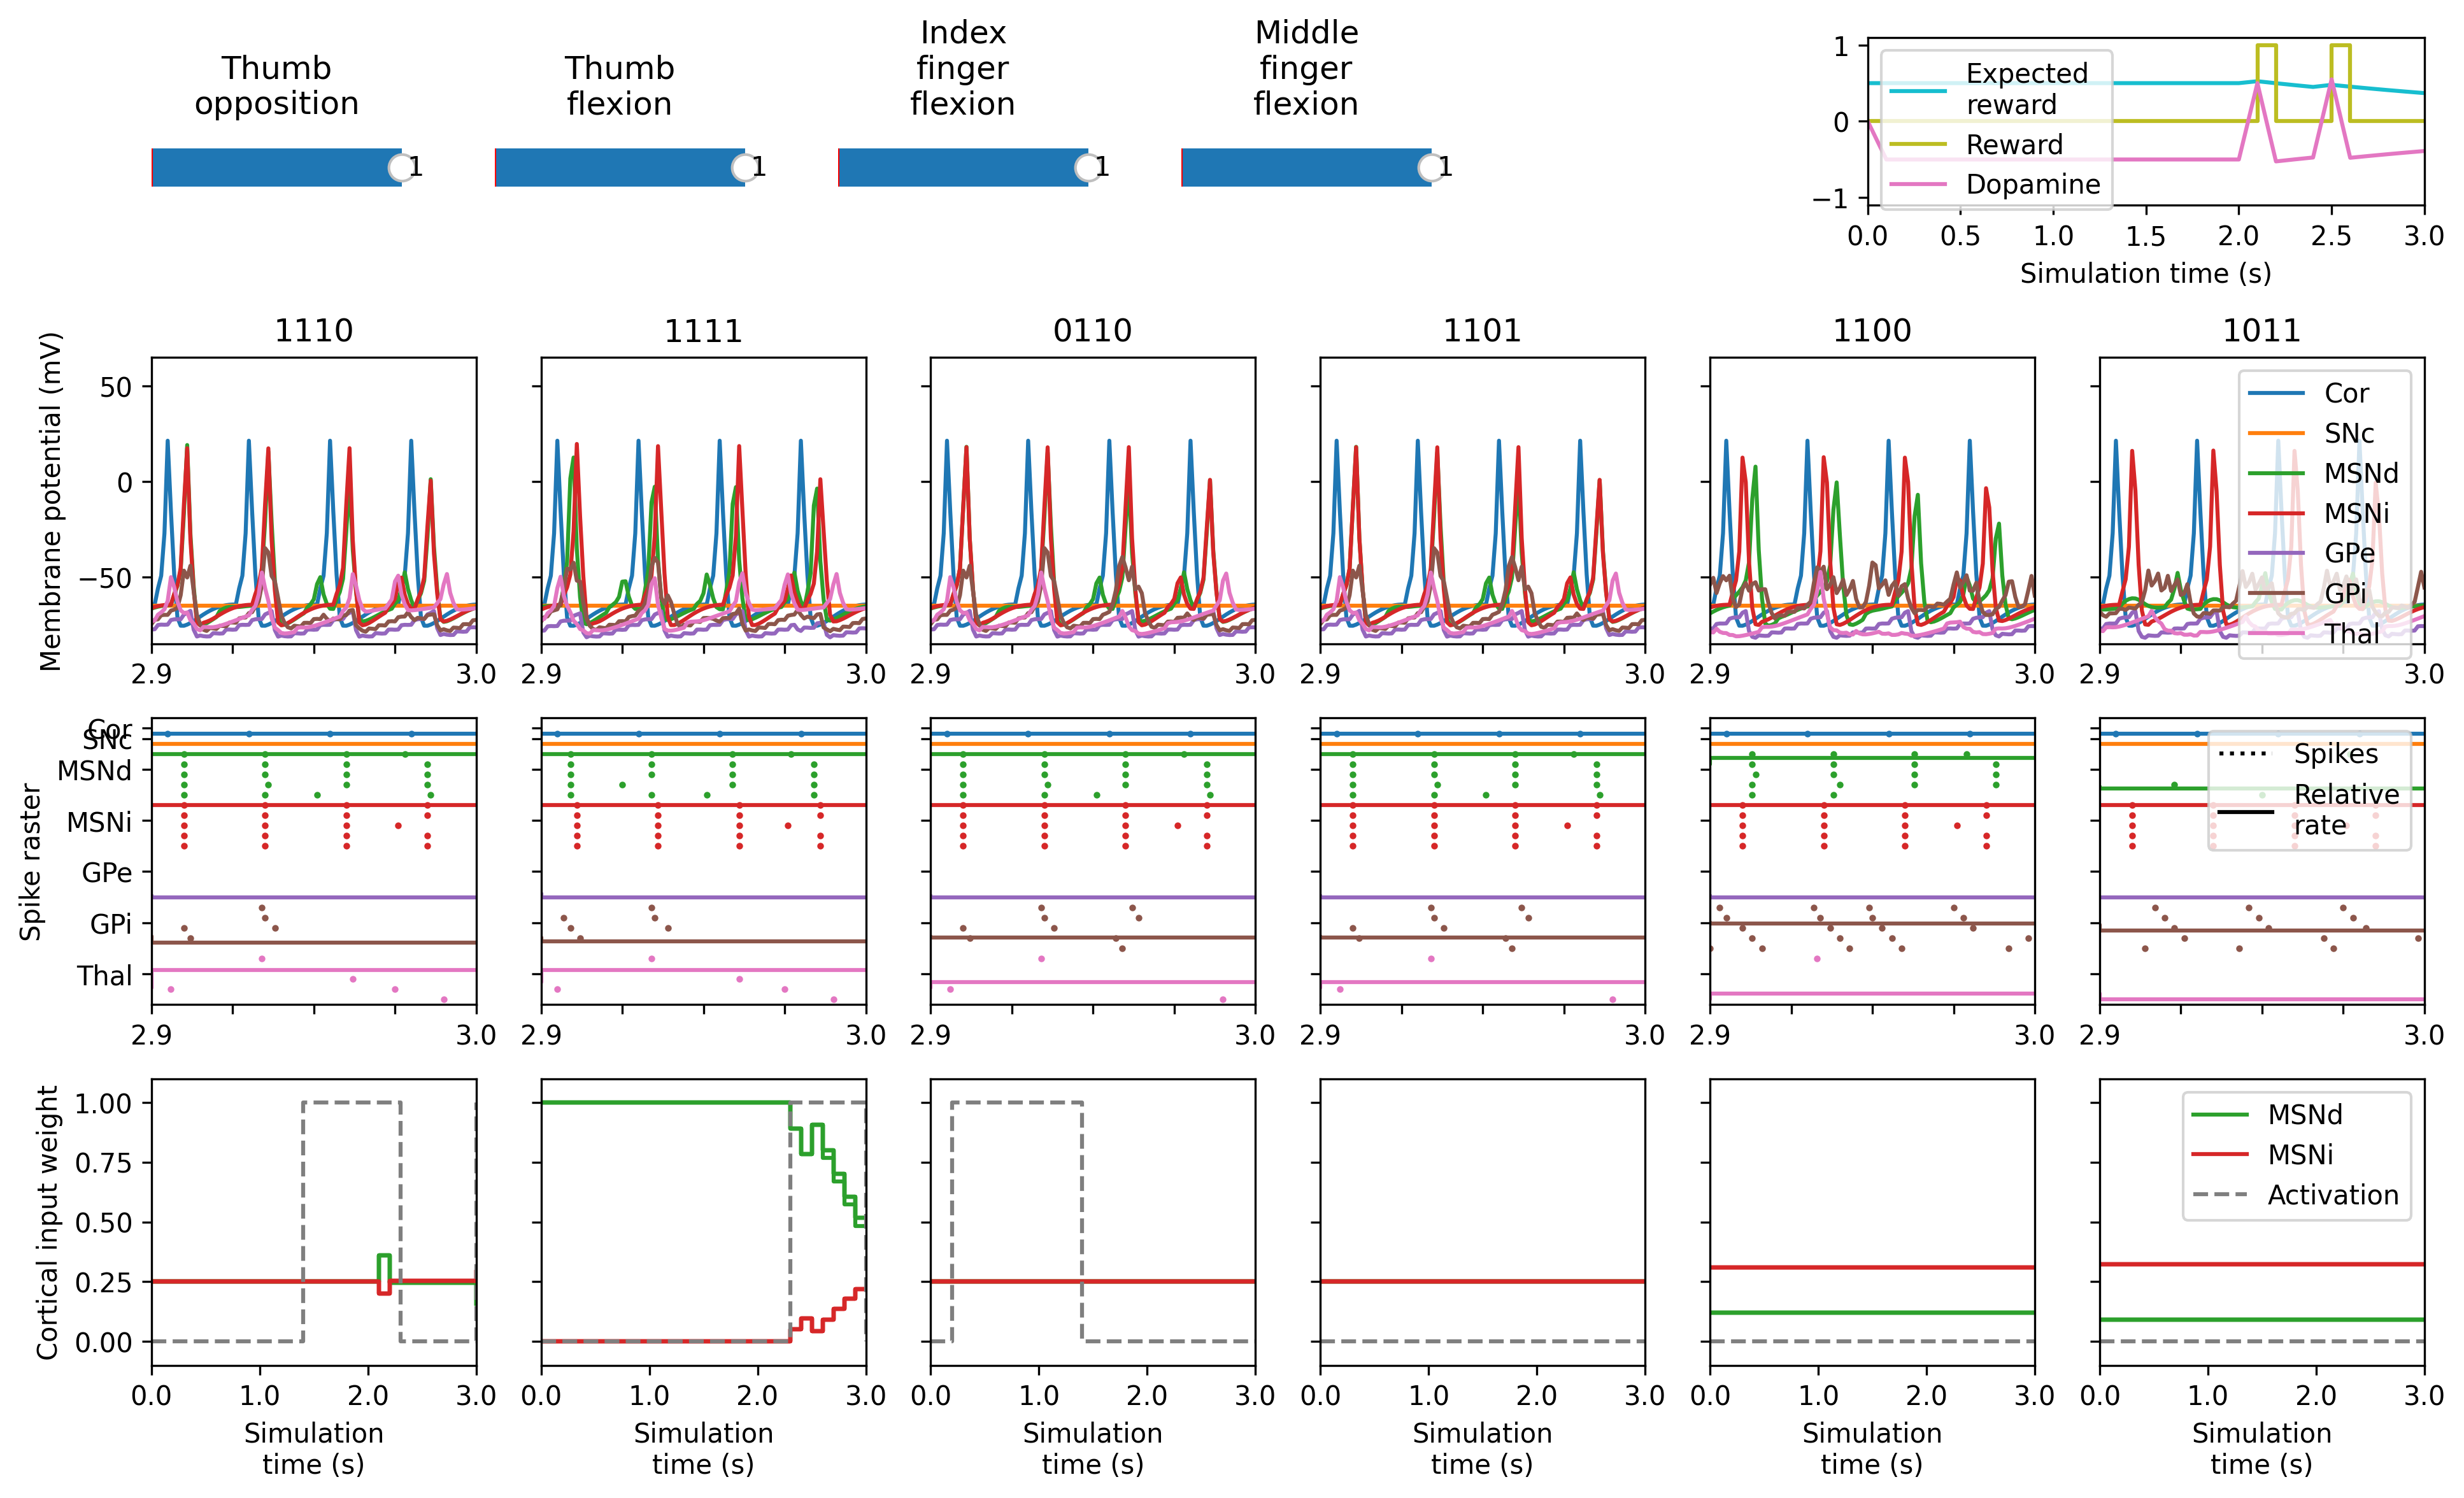 Thumb
opposition
Thumb
flexion
Index
finger
flexion
Middle
finger
flexion
1
1
1
1
1
0
−1
Expected
reward
Reward
Dopamine
0.0 0.5 1.0 1.5 2.0 2.5 3.0
Simulation time (s)
1110
1111
0110
1101
1100
1011
Membrane potential (mV)
50
0
−50
Cor
SNc
MSNd
MSNi
GPe
GPi
Thal
2.9 3.0
2.9 3.0
2.9 3.0
2.9 3.0
2.9 3.0
2.9 3.0
Spike raster
Cor
SNc
MSNd
MSNi
GPe
GPi
Thal
Spikes
Relative
rate
2.9 3.0
2.9 3.0
2.9 3.0
2.9 3.0
2.9 3.0
2.9 3.0
Cortical input weight
1.00
0.75
0.50
0.25
0.00
MSNd
MSNi
Activation
0.0 1.0 2.0 3.0
0.0 1.0 2.0 3.0
0.0 1.0 2.0 3.0
0.0 1.0 2.0 3.0
0.0 1.0 2.0 3.0
0.0 1.0 2.0 3.0
Simulation
time (s)
Simulation
time (s)
Simulation
time (s)
Simulation
time (s)
Simulation
time (s)
Simulation
time (s)